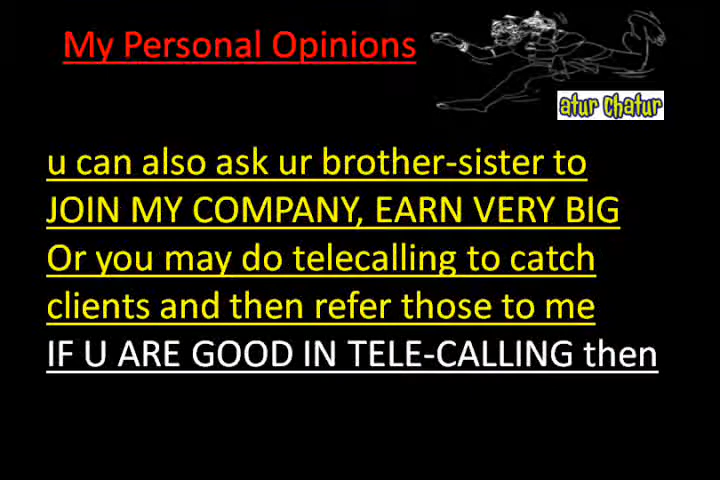 My Personal Opinions
atur chatur
u can also ask ur brother-sister to
JOIN MY COMPANY, EARN VERY BIG
Or you may do telecalling to catch
clients and then refer those to me
IF U ARE GOOD IN TELE-CALLING then